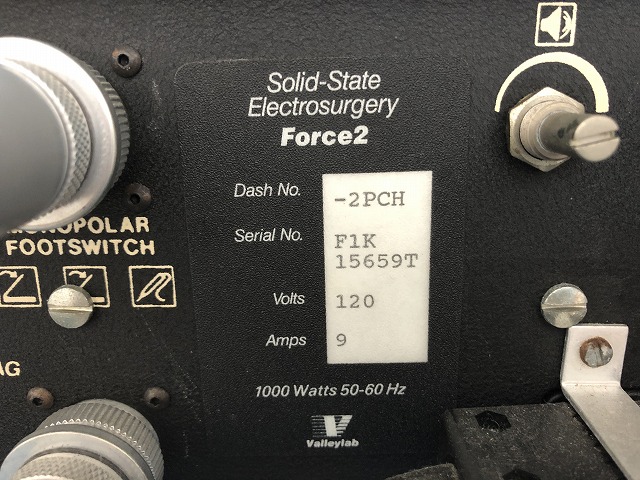 Solid-State
Electrosurgery
Force2
Dash No. -2PCH
Serial No. F1K
15659T
Volts 120
Amps 9
1000 Watts 50-60 Hz
Valleylab
MONOPOLAR
FOOTSWITCH
AG